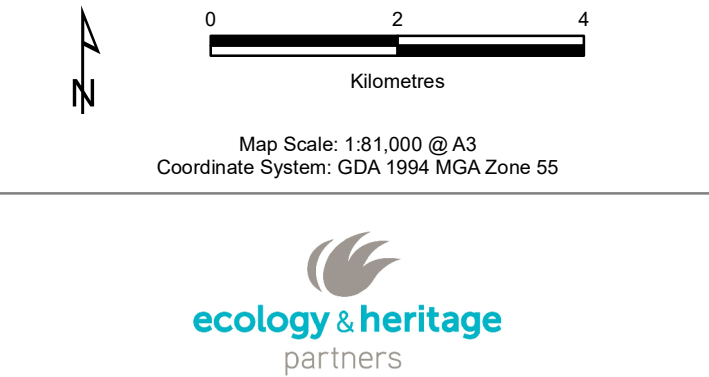 0 2 4
Kilometres
N
Map Scale: 1:81,000 @ A3
Coordinate System: GDA 1994 MGA Zone 55
ecology & heritage
partners